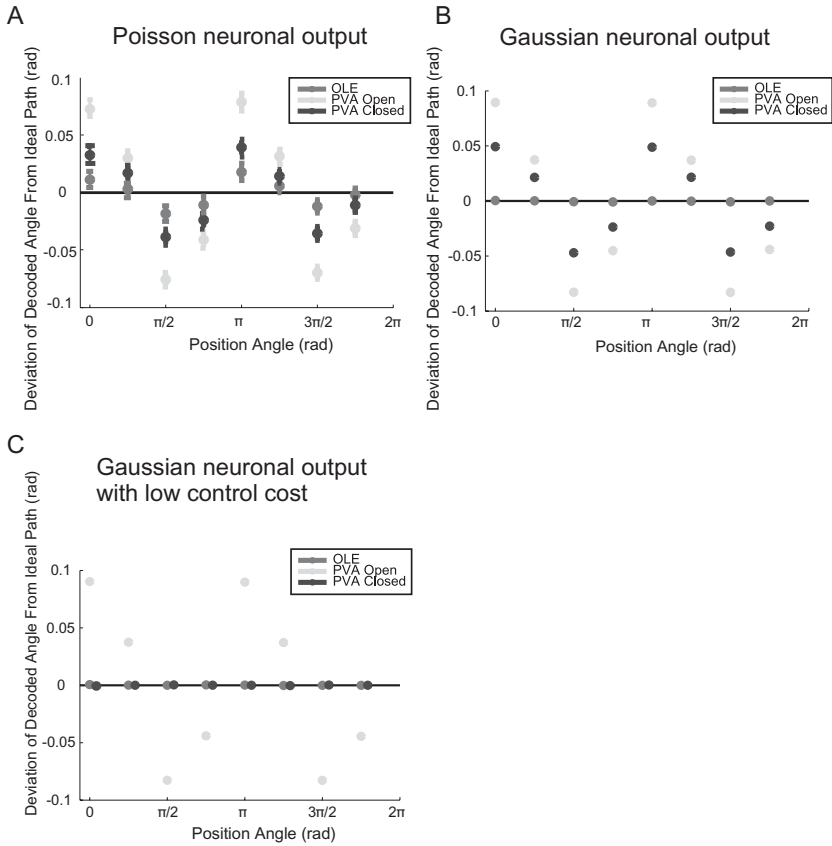 A
Poisson neuronal output
Deviation of Decoded Angle From Ideal Path (rad)
0.1
0.05
0
-0.05
-0.1
OLE
PVA Open
PVA Closed
0
π/2
π
3π/2
2π
Position Angle (rad)
B
Gaussian neuronal output
Deviation of Decoded Angle From Ideal Path (rad)
0.1
0.05
0
-0.05
-0.1
OLE
PVA Open
PVA Closed
0
π/2
π
3π/2
2π
Position Angle (rad)
C
Gaussian neuronal output
with low control cost
Deviation of Decoded Angle From Ideal Path (rad)
0.1
0.05
0
-0.05
-0.1
OLE
PVA Open
PVA Closed
0
π/2
π
3π/2
2π
Position Angle (rad)